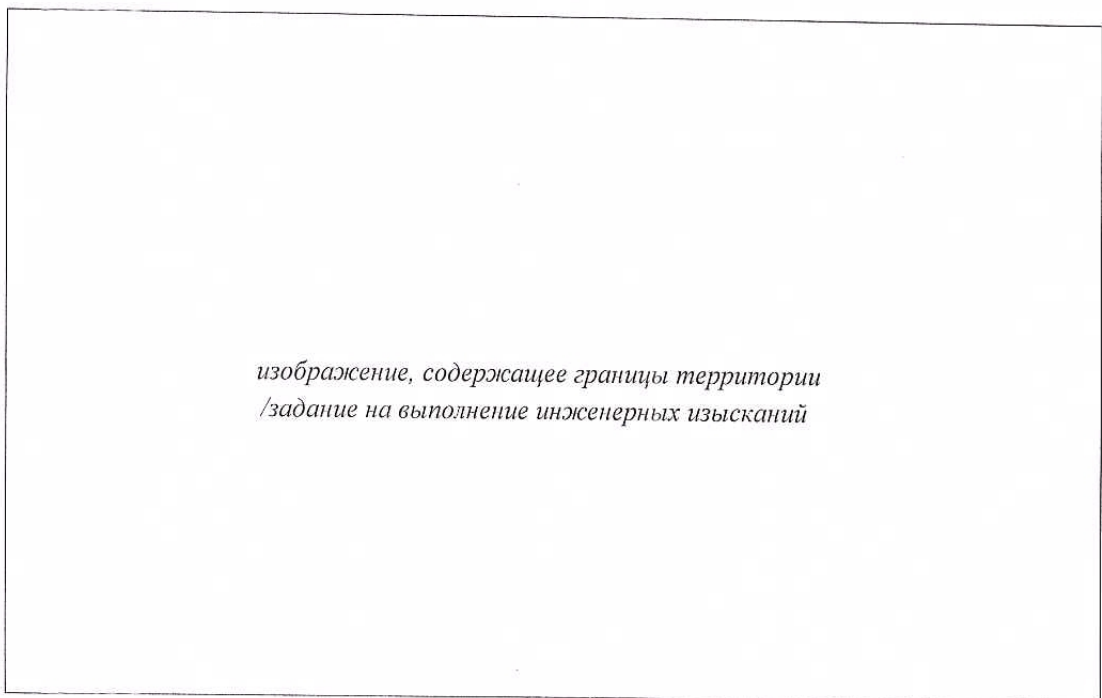 изображение, содержащее границы территории
/задание на выполнение инженерных изысканий